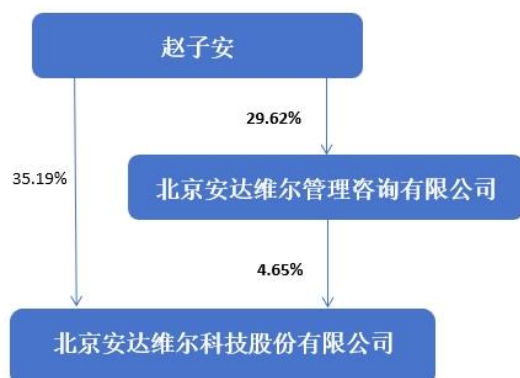 赵子安
29.62%
35.19%
北京安达维尔管理咨询有限公司
4.65%
北京安达维尔科技股份有限公司